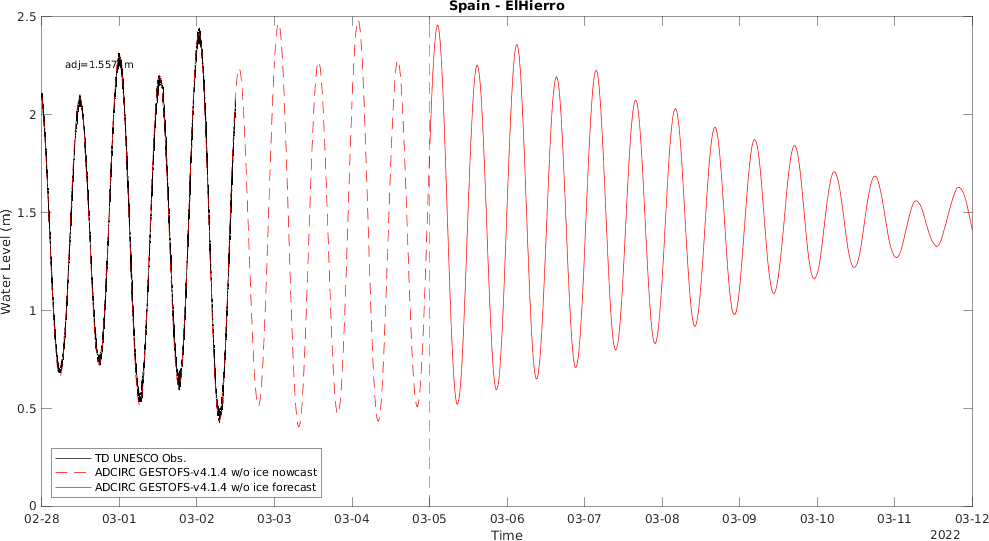 Spain - ElHierro
adj=1.557 m
Water Level (m)
2.5
2
1.5
1
0.5
0
TD UNESCO Obs.
ADCIRC GESTOFS-v4.1.4 w/o ice nowcast
ADCIRC GESTOFS-v4.1.4 w/o ice forecast
02-28 03-01 03-02 03-03 03-04 03-05 03-06 03-07 03-08 03-09 03-10 03-11 03-12
Time
2022